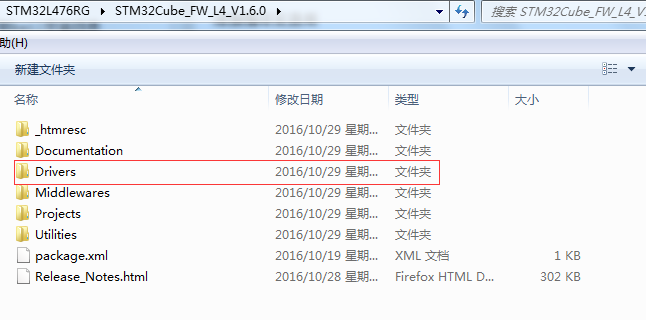 STM32L476RG ▸ STM32Cube_FW_L4_V1.6.0 ▸ 搜索 STM32Cube_FW_L4_V1.
助(H)
新建文件夹
名称 修改日期 类型 大小
_htmresc 2016/10/29 星期... 文件夹
Documentation 2016/10/29 星期... 文件夹
Drivers 2016/10/29 星期... 文件夹
Middlewares 2016/10/29 星期... 文件夹
Projects 2016/10/29 星期... 文件夹
Utilities 2016/10/29 星期... 文件夹
package.xml 2016/10/19 星期... XML 文档 1 KB
Release_Notes.html 2016/10/28 星期... Firefox HTML D... 302 KB